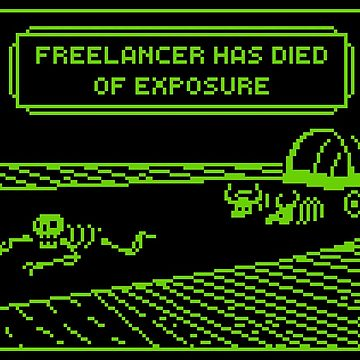 FREELANCER HAS DIED
OF EXPOSURE